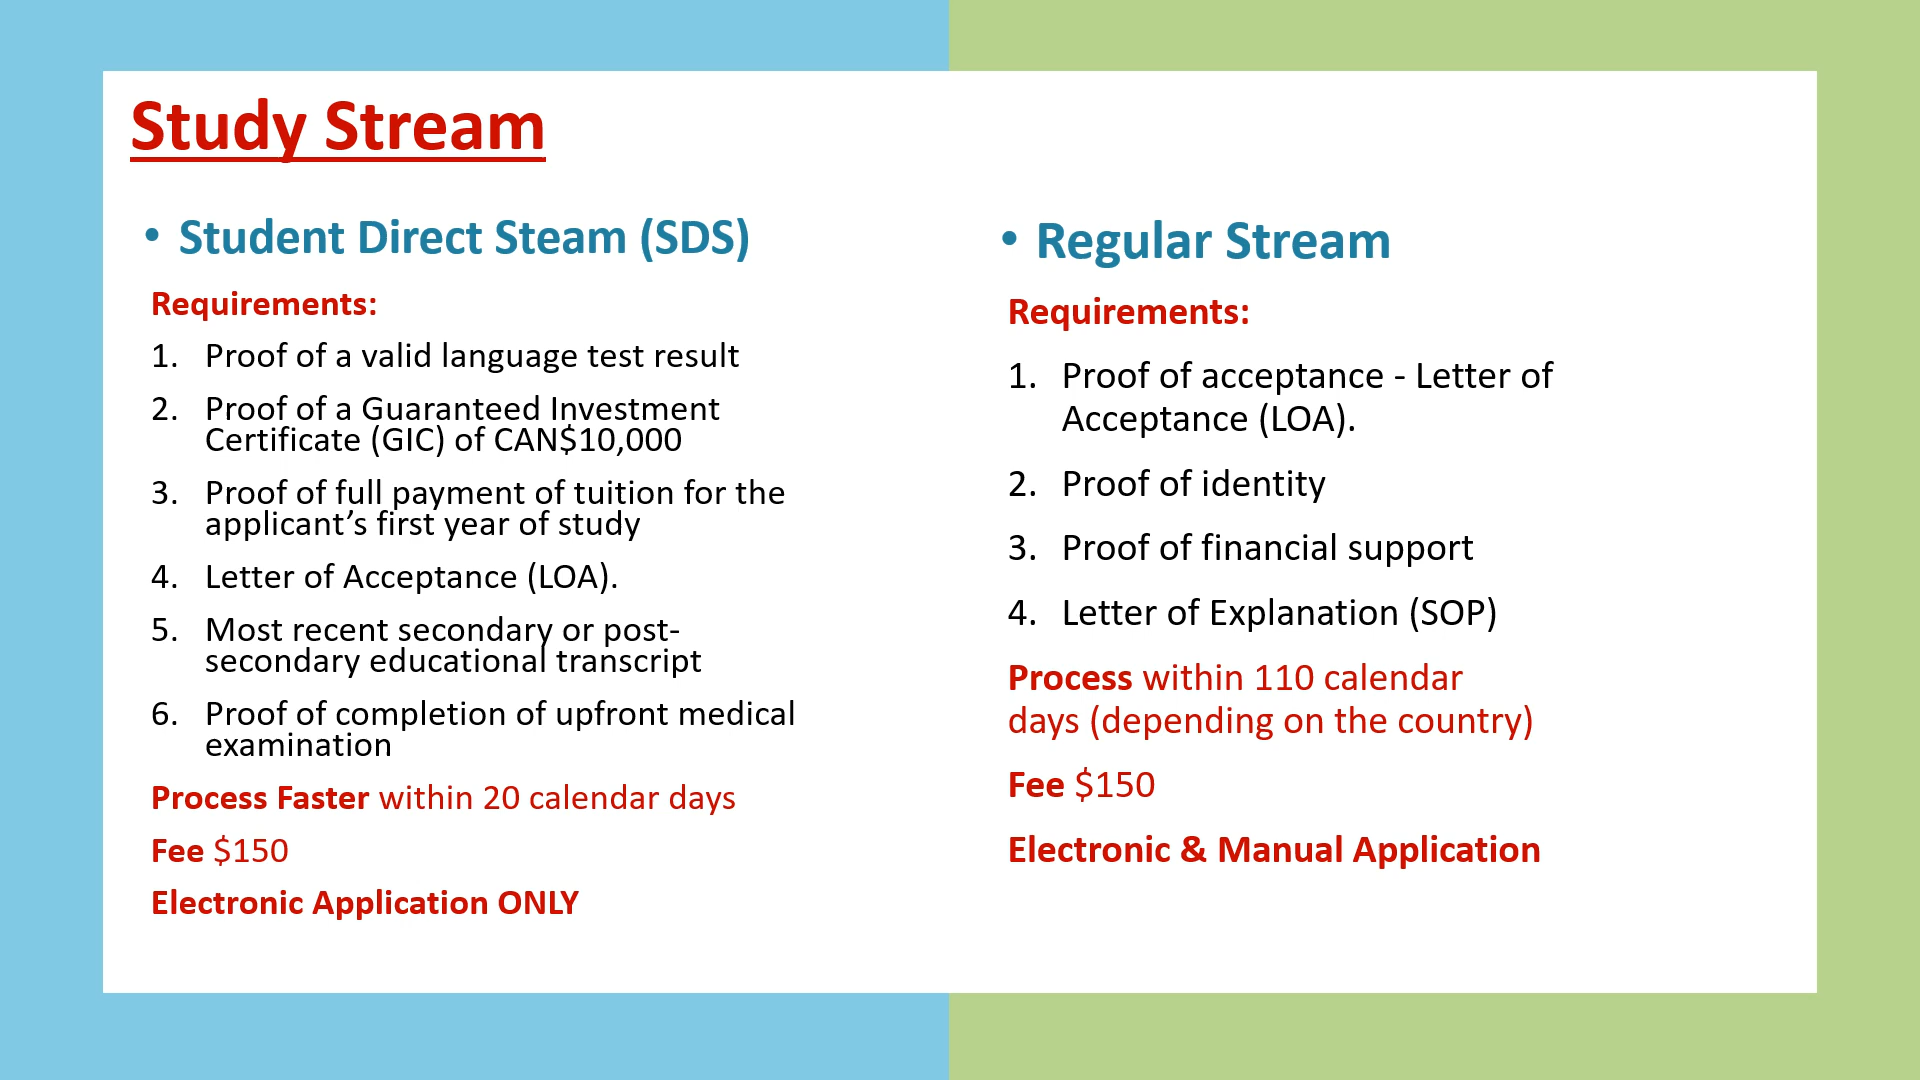 Study Stream
• Student Direct Steam (SDS)
Requirements:
1. Proof of a valid language test result
2. Proof of a Guaranteed Investment
Certificate (GIC) of CAN$10,000
3. Proof of full payment of tuition for the
applicant’s first year of study
4. Letter of Acceptance (LOA).
5. Most recent secondary or post-
secondary educational transcript
6. Proof of completion of upfront medical
examination
Process Faster within 20 calendar days
Fee $150
Electronic Application ONLY
• Regular Stream
Requirements:
1. Proof of acceptance - Letter of
Acceptance (LOA).
2. Proof of identity
3. Proof of financial support
4. Letter of Explanation (SOP)
Process within 110 calendar
days (depending on the country)
Fee $150
Electronic & Manual Application